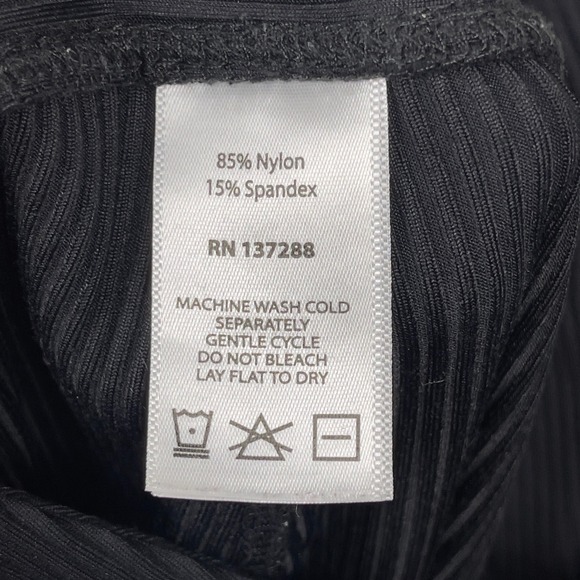 85% Nylon
15% Spandex
RN 137288
MACHINE WASH COLD
SEPARATELY
GENTLE CYCLE
DO NOT BLEACH
LAY FLAT TO DRY